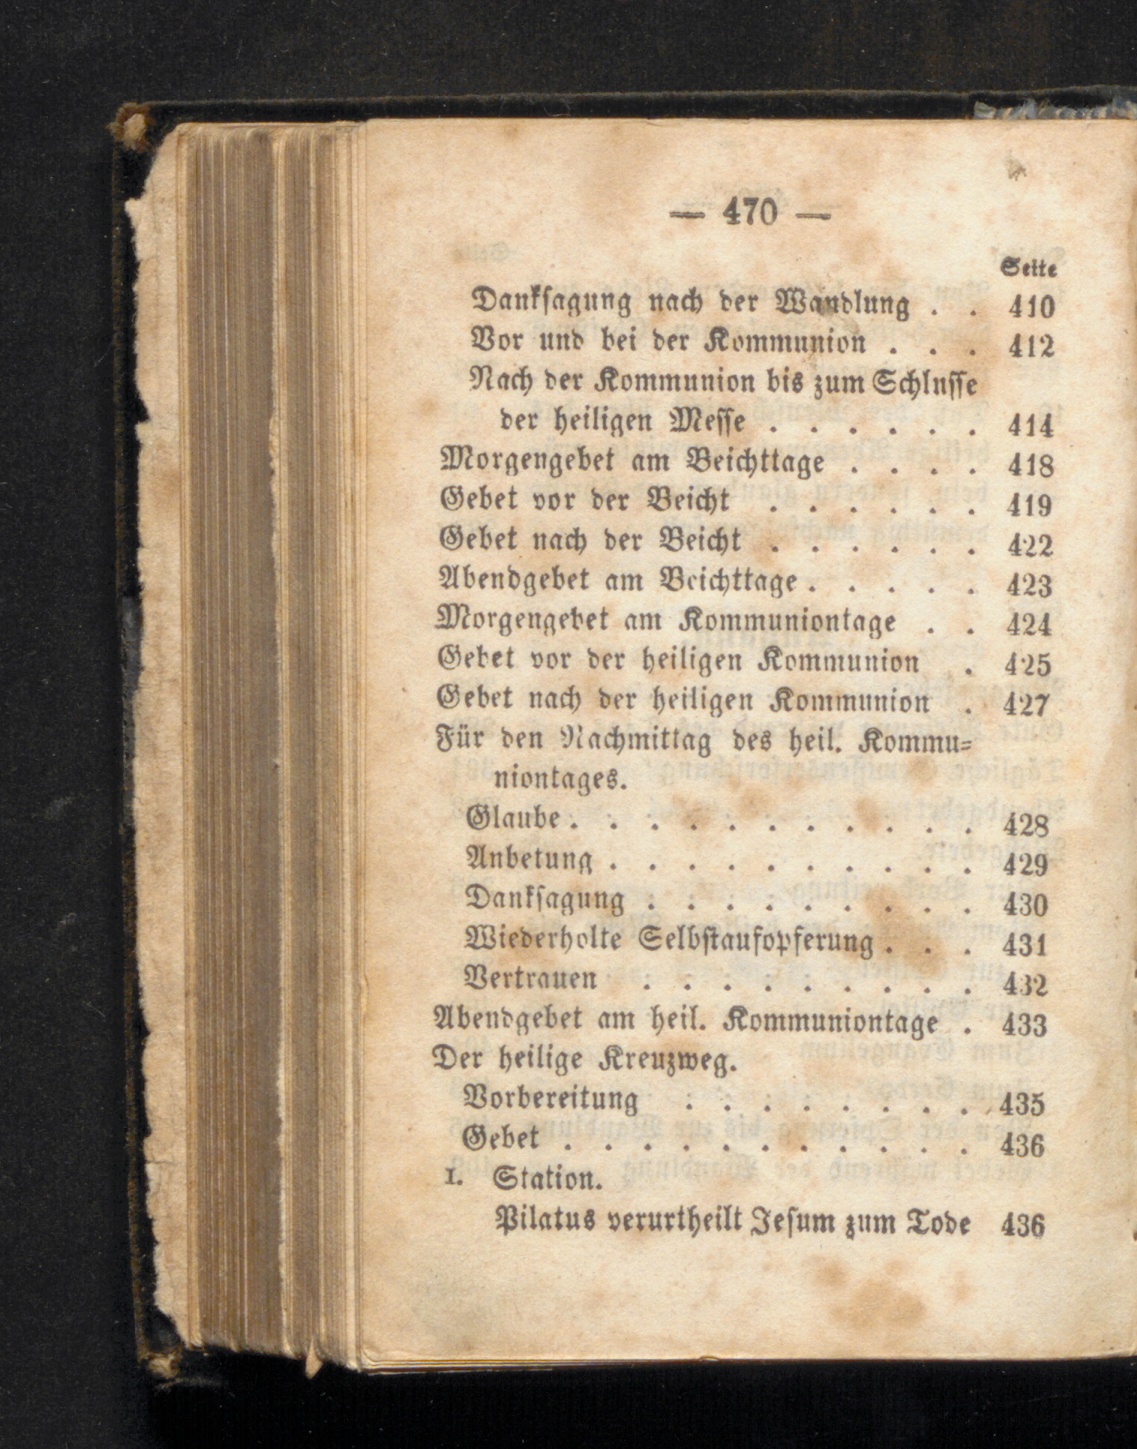 — 470 —
Seite
Danksagung nach der Wandlung . . 410
Vor und bei der Kommunion . . . 412
Nach der Kommunion bis zum Schlusse
der heiligen Messe . . . . . . 414
Morgengebet am Beichttage . . . . 418
Gebet vor der Beicht . . . . . . 419
Gebet nach der Beicht . . . . . . 422
Abendgebet am Beichttage . . . . . 423
Morgengebet am Kommuniontage . . 424
Gebet vor der heiligen Kommunion . 425
Gebet nach der heiligen Kommunion . 427
Für den Nachmittag des heil. Kommu-
niontages.
Glaube . . . . . . . . . . . 428
Anbetung . . . . . . . . . . 429
Danksagung . . . . . . . . . 430
Wiederholte Selbstaufopferung . . . 431
Vertrauen . . . . . . . . . 432
Abendgebet am heil. Kommuniontage . 433
Der heilige Kreuzweg.
Vorbereitung . . . . . . . . 435
Gebet . . . . . . . . . . . 436
I. Station.
Pilatus verurtheilt Jesum zum Tode 436